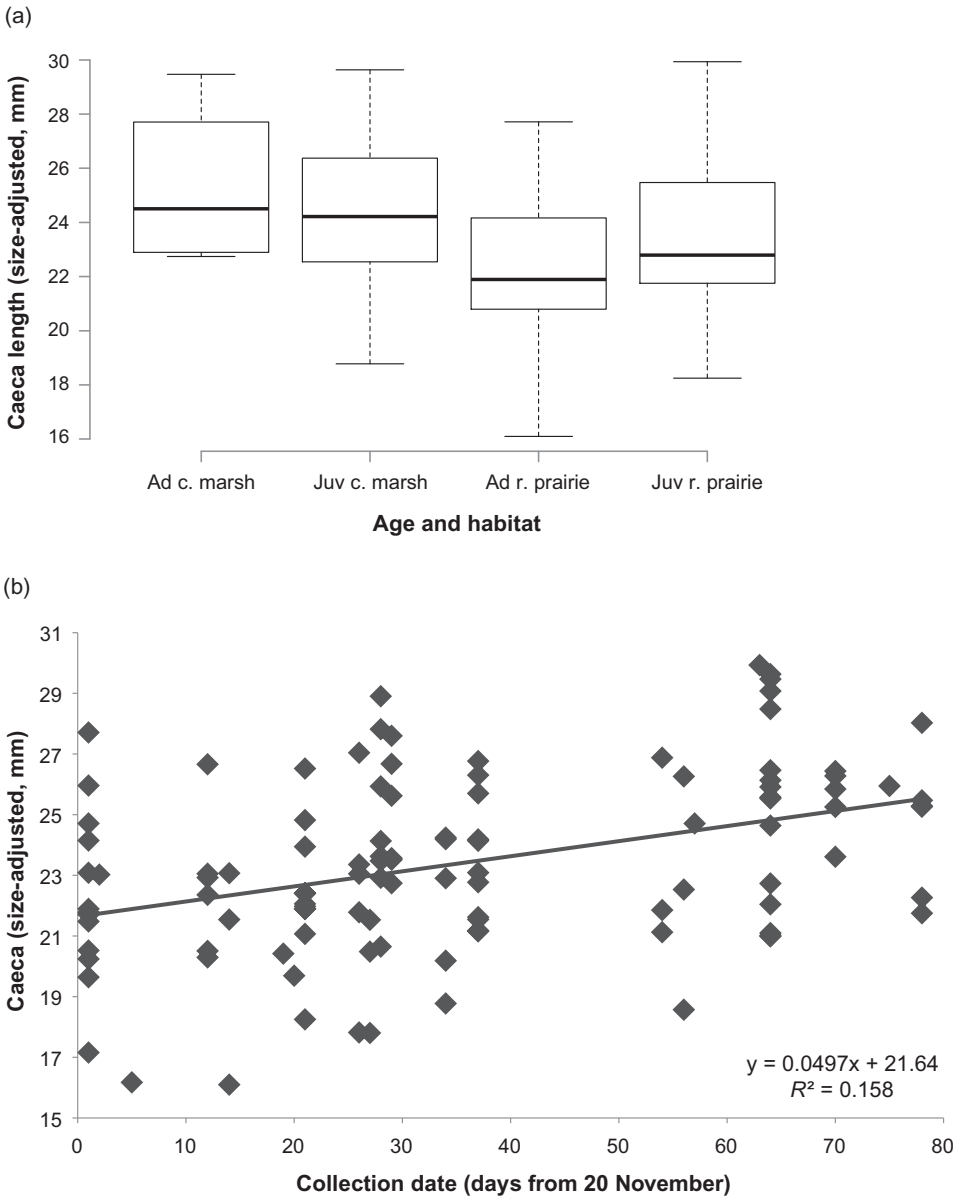 (a)
Caeca length (size-adjusted, mm)
30
28
26
24
22
20
18
16
Ad c. marsh
Juv c. marsh
Ad r. prairie
Juv r. prairie
Age and habitat
(b)
Caeca (size-adjusted, mm)
31
29
27
25
23
21
19
17
15
y = 0.0497x + 21.64
R² = 0.158
0 10 20 30 40 50 60 70 80
Collection date (days from 20 November)